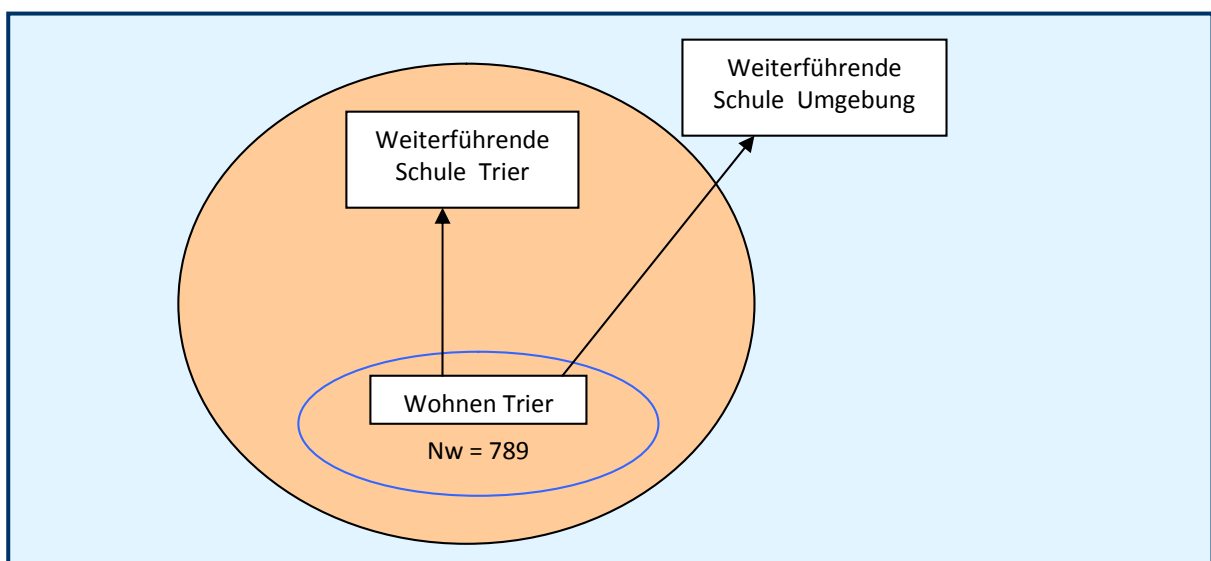 Weiterführende
Schule Umgebung
Weiterführende
Schule Trier
Wohnen Trier
Nw = 789